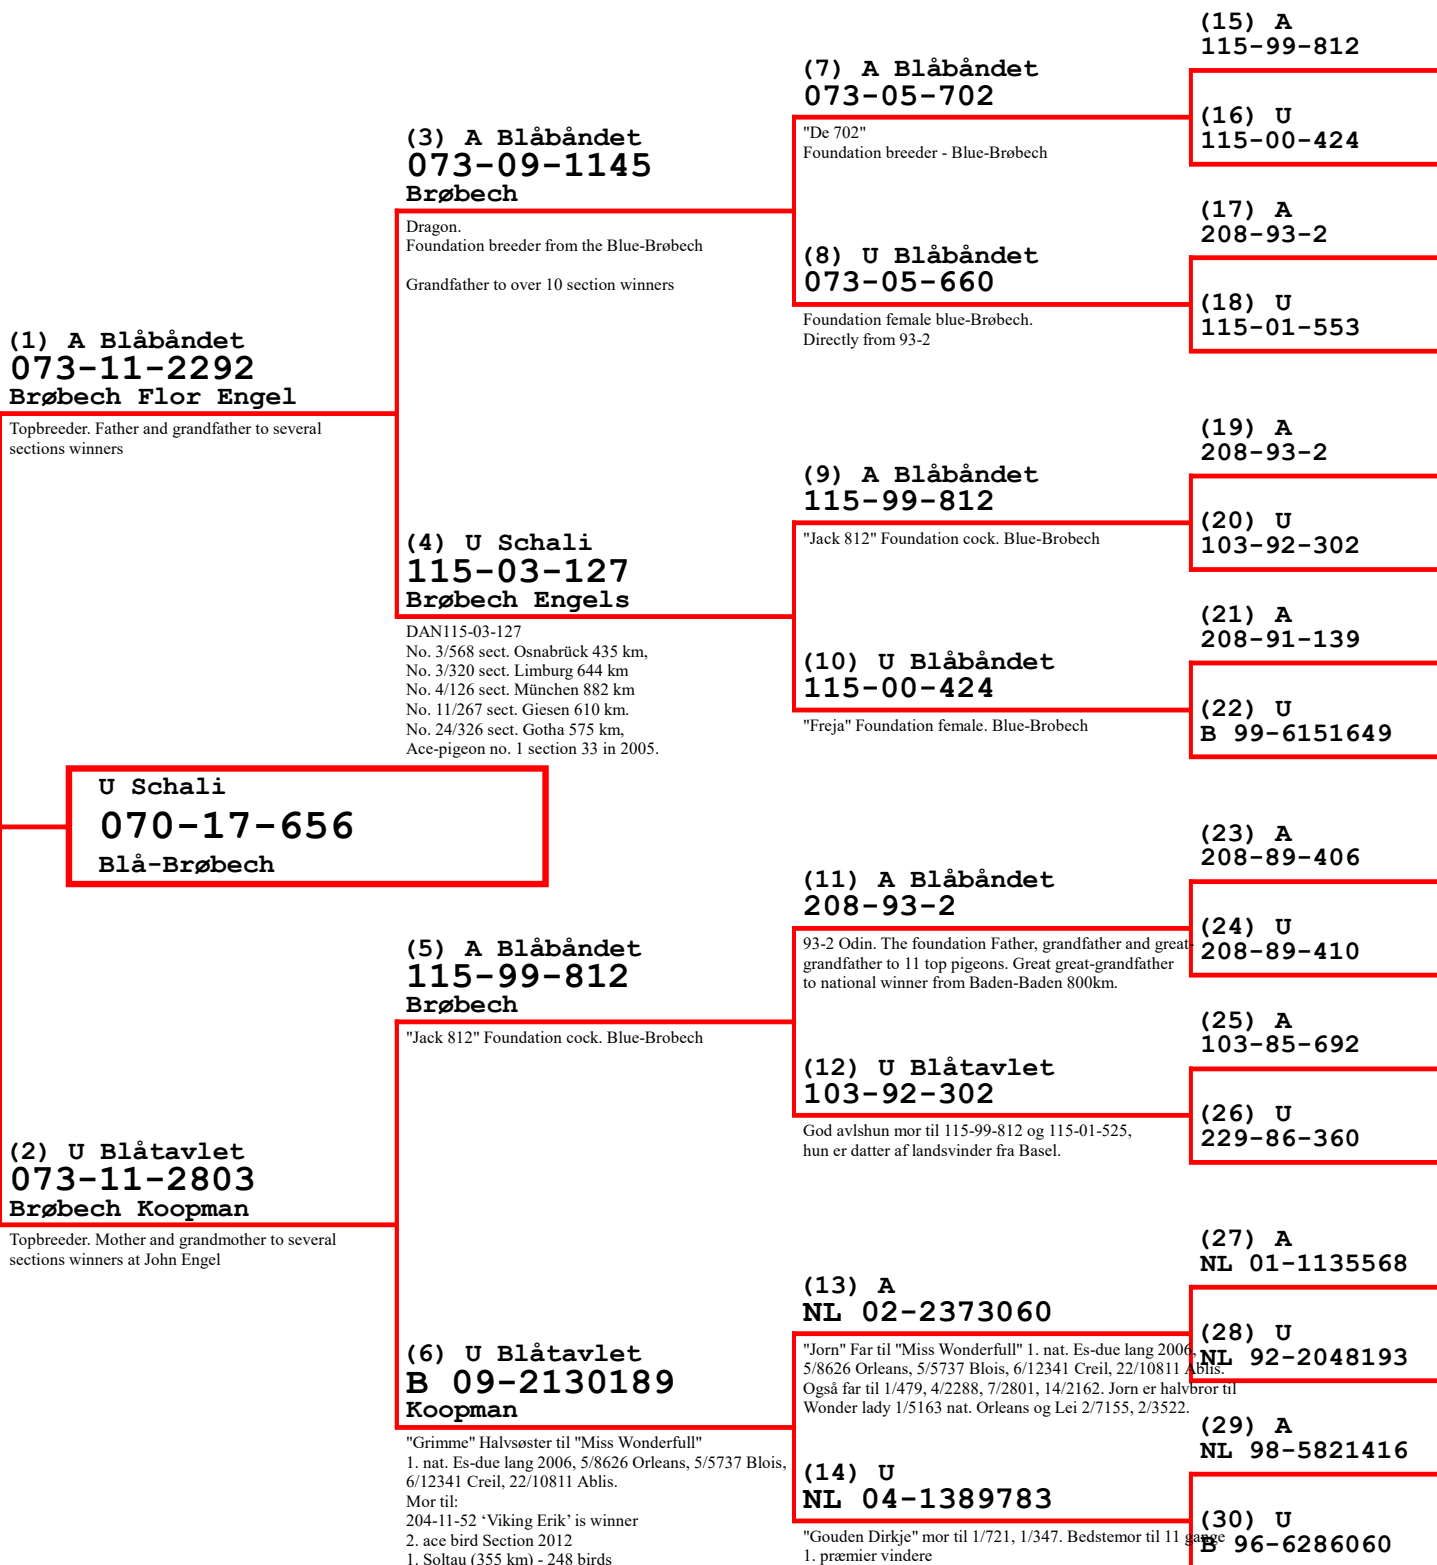 (1) A Blåbåndet
073-11-2292
Brøbech Flor Engel
Topbreeder. Father and grandfather to several
sections winners
U Schali
070-17-656
Blå-Brøbech
(2) U Blåtavlet
073-11-2803
Brøbech Koopman
Topbreeder. Mother and grandmother to several
sections winners at John Engel
(3) A Blåbåndet
073-09-1145
Brøbech
Dragon.
Foundation breeder from the Blue-Brøbech
Grandfather to over 10 section winners
(4) U Schali
115-03-127
Brøbech Engels
DAN115-03-127
No. 3/568 sect. Osnabrück 435 km,
No. 3/320 sect. Limburg 644 km
No. 4/126 sect. München 882 km
No. 11/267 sect. Giesen 610 km.
No. 24/326 sect. Gotha 575 km,
Ace-pigeon no. 1 section 33 in 2005.
(5) A Blåbåndet
115-99-812
Brøbech
"Jack 812" Foundation cock. Blue-Brobech
(6) U Blåtavlet
B 09-2130189
Koopman
"Grimme" Halvsøster til "Miss Wonderfull"
1. nat. Es-due lang 2006, 5/8626 Orleans, 5/5737 Blois,
6/12341 Creil, 22/10811 Ablis.
Mor til:
204-11-52 ‘Viking Erik’ is winner
2. ace bird Section 2012
1. Soltau (355 km) - 248 birds
(7) A Blåbåndet
073-05-702
"De 702"
Foundation breeder - Blue-Brøbech
(8) U Blåbåndet
073-05-660
Foundation female blue-Brøbech.
Directly from 93-2
(9) A Blåbåndet
115-99-812
"Jack 812" Foundation cock. Blue-Brobech
(10) U Blåbåndet
115-00-424
"Freja" Foundation female. Blue-Brobech
(11) A Blåbåndet
208-93-2
93-2 Odin. The foundation Father, grandfather and great-
grandfather to 11 top pigeons. Great great-grandfather
to national winner from Baden-Baden 800km.
(12) U Blåtavlet
103-92-302
God avlshun mor til 115-99-812 og 115-01-525,
hun er datter af landsvinder fra Basel.
(13) A
NL 02-2373060
"Jorn" Far til "Miss Wonderfull" 1. nat. Es-due lang 2006,
5/8626 Orleans, 5/5737 Blois, 6/12341 Creil, 22/10811 Ablis.
Også far til 1/479, 4/2288, 7/2801, 14/2162. Jorn er halvbror til
Wonder lady 1/5163 nat. Orleans og Lei 2/7155, 2/3522.
(14) U
NL 04-1389783
"Gouden Dirkje" mor til 1/721, 1/347. Bedstemor til 11 gange
1. præmier vindere
(15) A
115-99-812
(16) U
115-00-424
(17) A
208-93-2
(18) U
115-01-553
(19) A
208-93-2
(20) U
103-92-302
(21) A
208-91-139
(22) U
B 99-6151649
(23) A
208-89-406
(24) U
208-89-410
(25) A
103-85-692
(26) U
229-86-360
(27) A
NL 01-1135568
(28) U
NL 92-2048193
(29) A
NL 98-5821416
(30) U
B 96-6286060